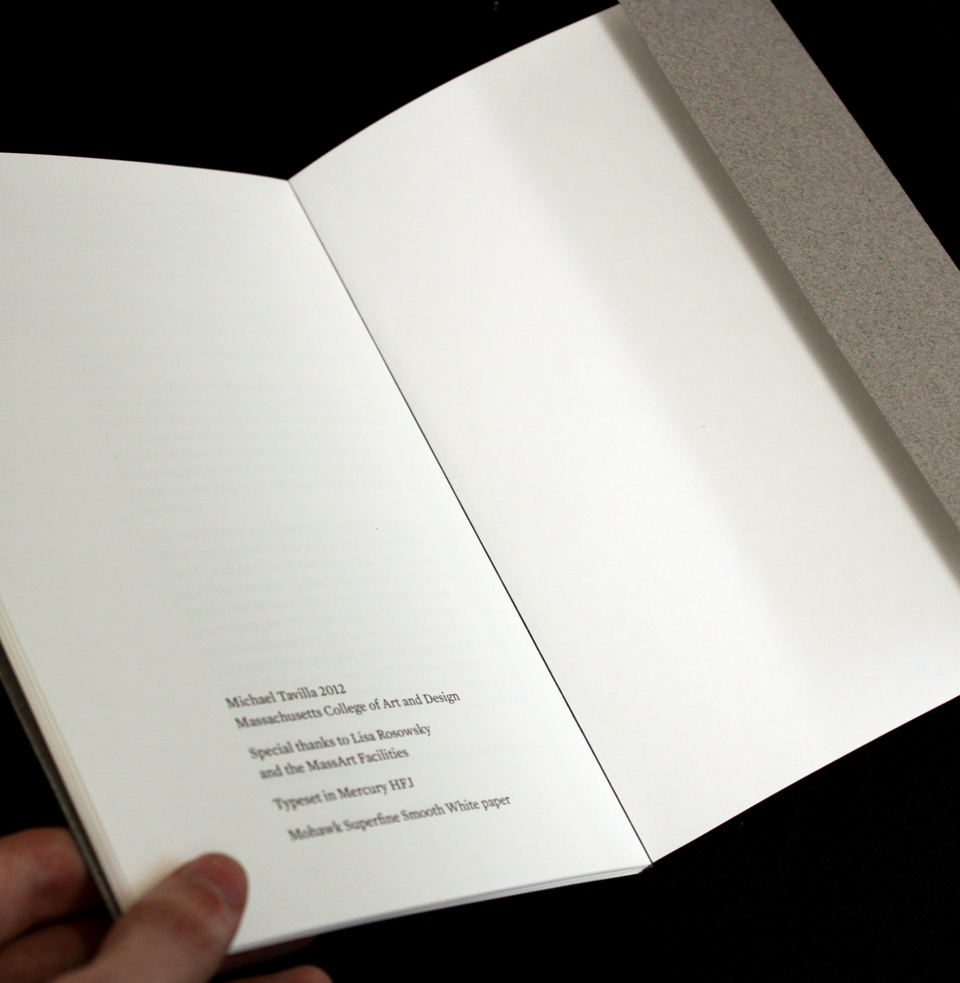 Michael Tavilla 2012
Massachusetts College of Art and Design
Special thanks to Lisa Rosowsky
and the MassArt Facilities
Typeset in Mercury HFJ
Mohawk Superfine Smooth White paper